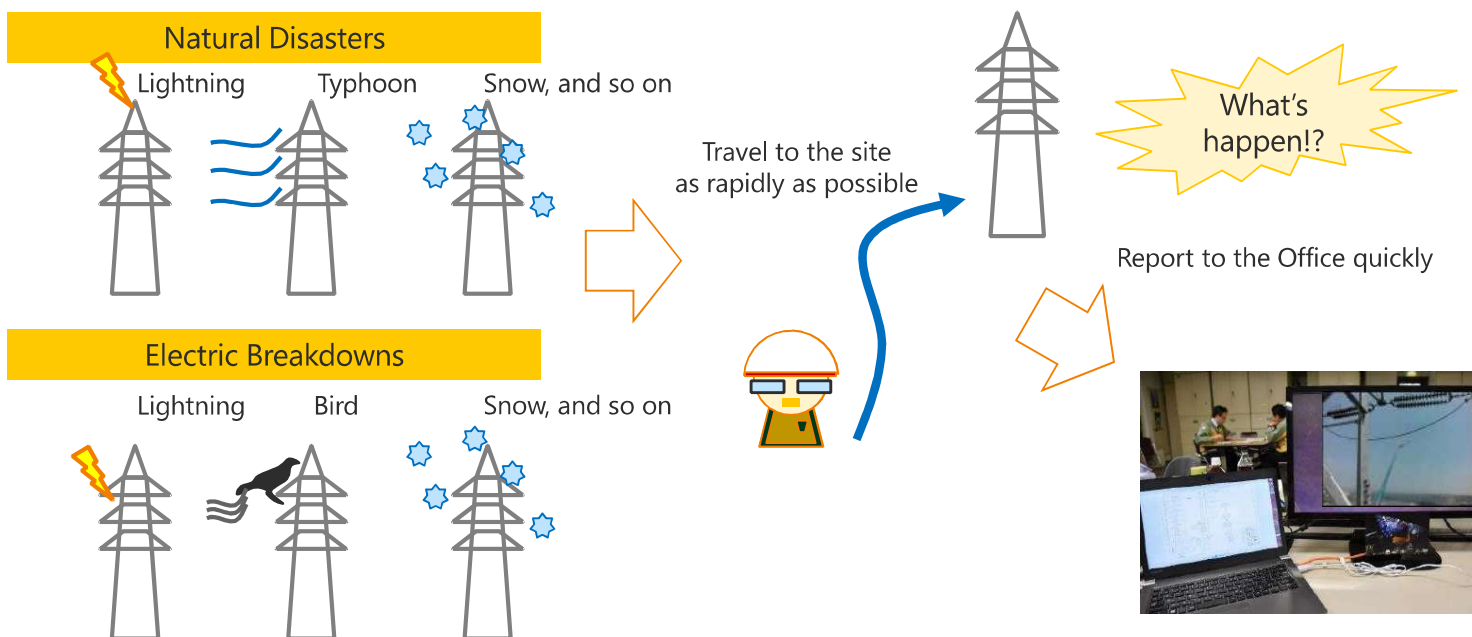 Natural Disasters
Lightning
Typhoon
Snow, and so on
Electric Breakdowns
Lightning
Bird
Snow, and so on
Travel to the site
as rapidly as possible
What's
happen!?
Report to the Office quickly